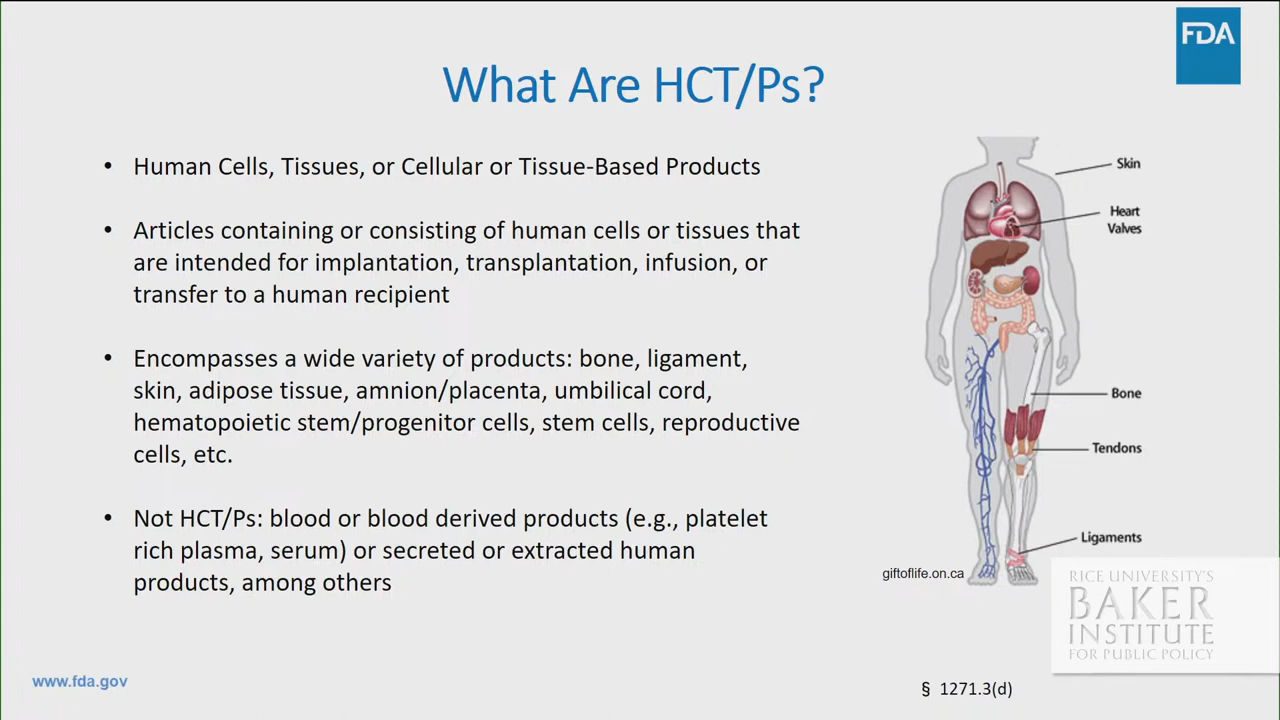 FDA
What Are HCT/Ps?
• Human Cells, Tissues, or Cellular or Tissue-Based Products
• Articles containing or consisting of human cells or tissues that
are intended for implantation, transplantation, infusion, or
transfer to a human recipient
• Encompasses a wide variety of products: bone, ligament,
skin, adipose tissue, amnion/placenta, umbilical cord,
hematopoietic stem/progenitor cells, stem cells, reproductive
cells, etc.
• Not HCT/Ps: blood or blood derived products (e.g., platelet
rich plasma, serum) or secreted or extracted human
products, among others
Skin
Heart
Valves
Bone
Tendons
Ligaments
giftoflife.on.ca
RICE UNIVERSITY'S
BAKER
INSTITUTE
FOR PUBLIC POLICY
www.fda.gov
§ 1271.3(d)